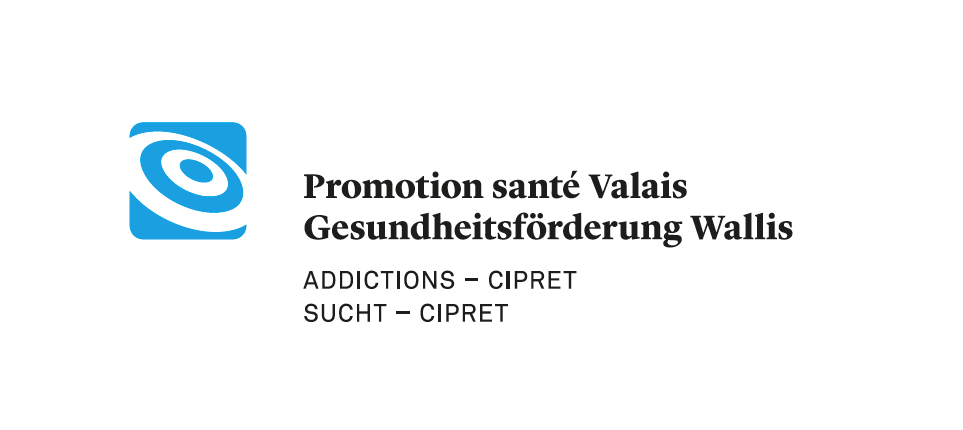 Promotion santé Valais
Gesundheitsförderung Wallis
ADDICTIONS – CIPRET
SUCHT – CIPRET